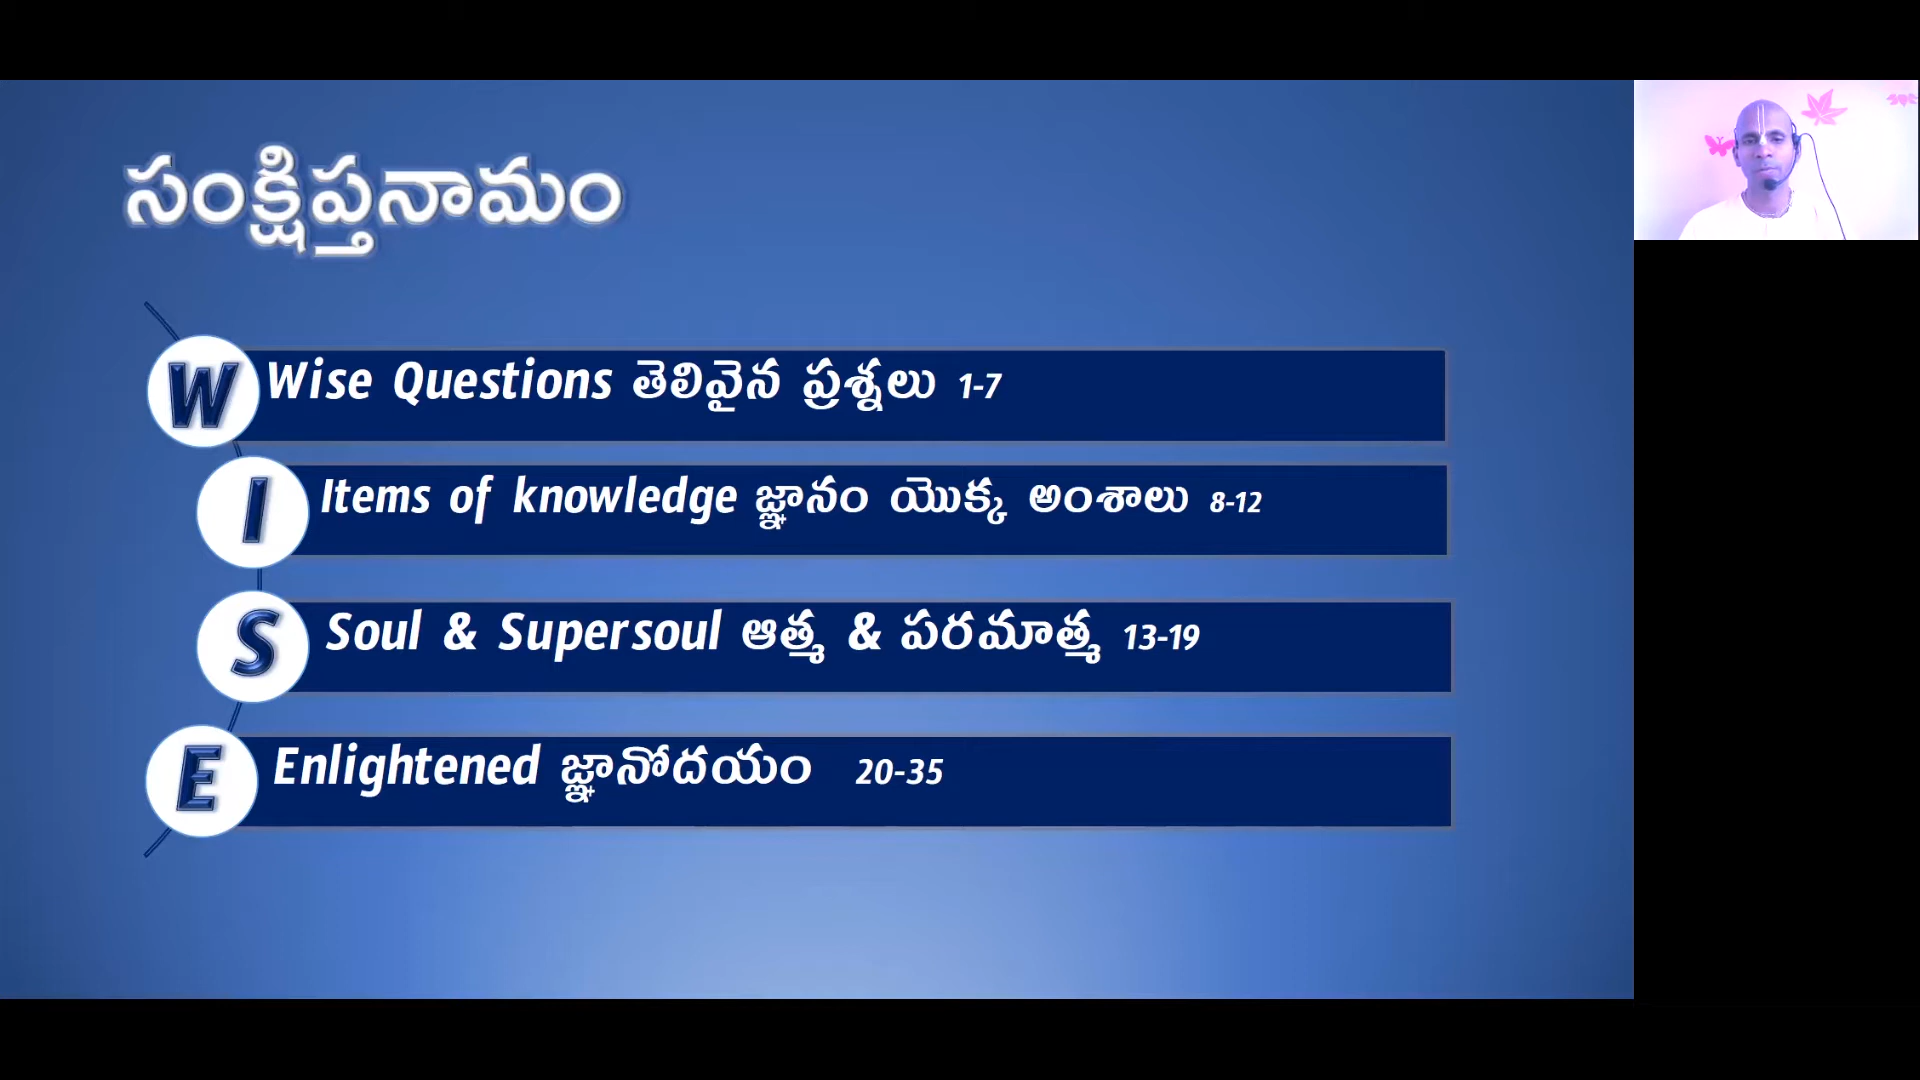 సంక్షిప్తనామం
W Wise Questions తెలివైన ప్రశ్నలు 1-7
I Items of knowledge జ్ఞానం యొక్క అంశాలు 8-12
S Soul & Supersoul ఆత్మ & పరమాత్మ 13-19
E Enlightened జ్ఞానోదయం 20-35